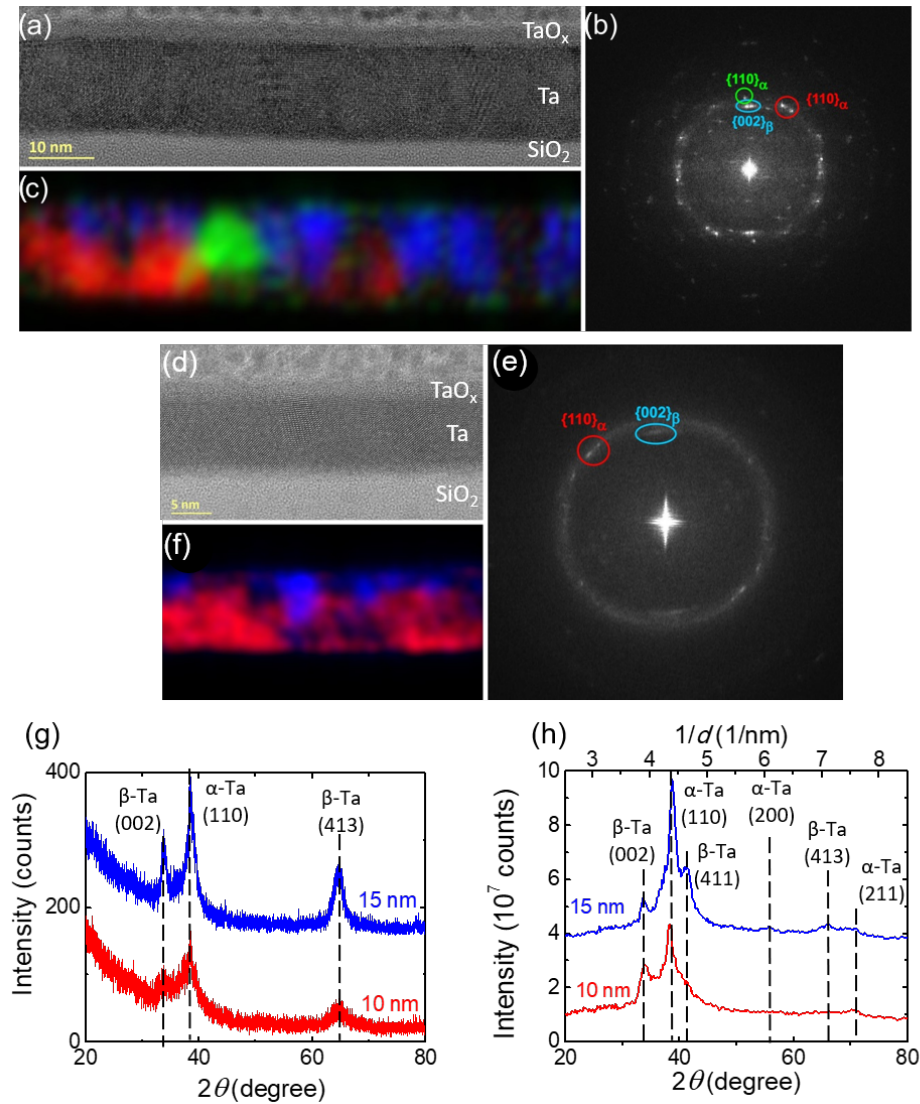 (a)
TaOₓ
Ta
SiO₂
10 nm
(b)
{110}α
{110}α
{002}β
(c)
(d)
TaOₓ
Ta
SiO₂
5 nm
(e)
{110}α
{002}β
(f)
(g)
Intensity (counts)
400
200
0
β-Ta
(002)
α-Ta
(110)
β-Ta
(413)
15 nm
10 nm
20 40 60 80
2θ (degree)
(h)
1/d (1/nm)
3 4 5 6 7 8
Intensity (10⁷ counts)
10
8
6
4
2
0
β-Ta
(002)
α-Ta
(110)
β-Ta
(411)
α-Ta
(200)
β-Ta
(413)
α-Ta
(211)
15 nm
10 nm
20 40 60 80
2θ (degree)